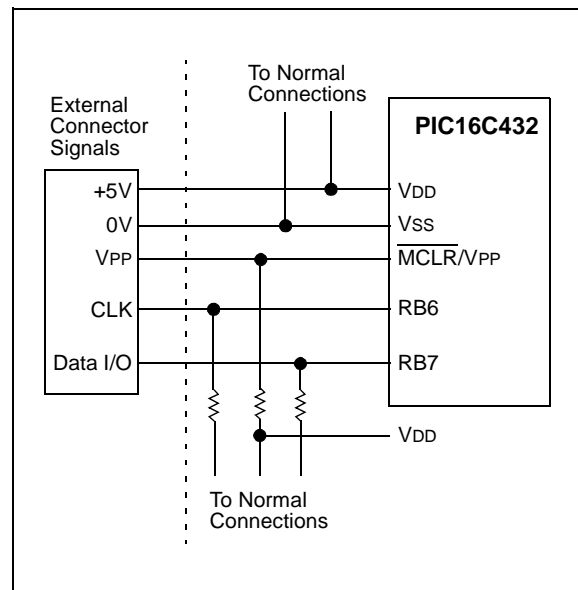 To Normal
Connections
External
Connector
Signals
PIC16C432
+5V
VDD
0V
VSS
VPP
MCLR/VPP
CLK
RB6
Data I/O
RB7
VDD
To Normal
Connections